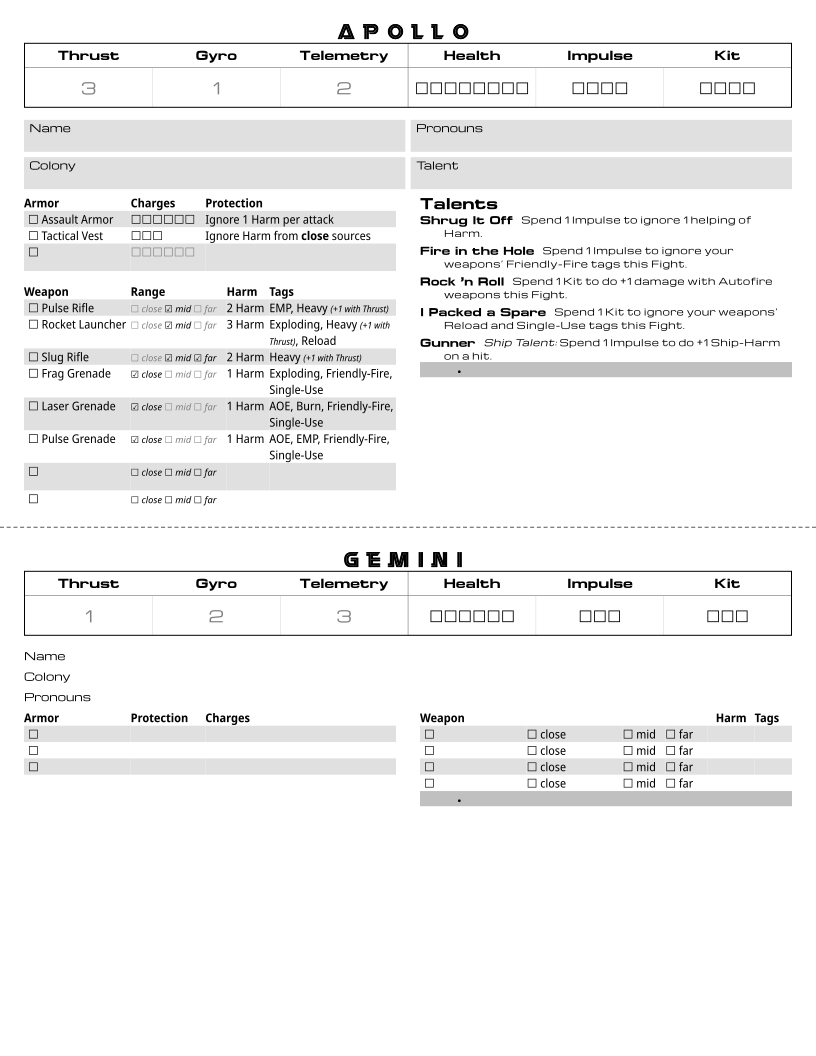 APOLLO
Thrust Gyro Telemetry Health Impulse Kit
3 1 2 ☐☐☐☐☐☐☐☐ ☐☐☐☐ ☐☐☐☐
Name
Pronouns
Colony
Talent
Armor Charges Protection
☐ Assault Armor ☐☐☐☐☐☐ Ignore 1 Harm per attack
☐ Tactical Vest ☐☐☐ Ignore Harm from close sources
☐ ☐☐☐☐☐☐
Weapon Range Harm Tags
☐ Pulse Rifle ☐ close ☑ mid ☐ far 2 Harm EMP, Heavy (+1 with Thrust)
☐ Rocket Launcher ☐ close ☑ mid ☐ far 3 Harm Exploding, Heavy (+1 with
Thrust), Reload
☐ Slug Rifle ☐ close ☑ mid ☑ far 2 Harm Heavy (+1 with Thrust)
☐ Frag Grenade ☑ close ☐ mid ☐ far 1 Harm Exploding, Friendly-Fire,
Single-Use
☐ Laser Grenade ☑ close ☐ mid ☐ far 1 Harm AOE, Burn, Friendly-Fire,
Single-Use
☐ Pulse Grenade ☑ close ☐ mid ☐ far 1 Harm AOE, EMP, Friendly-Fire,
Single-Use
☐ ☐ close ☐ mid ☐ far
☐ ☐ close ☐ mid ☐ far
Talents
Shrug It Off Spend 1 Impulse to ignore 1 helping of
Harm.
Fire in the Hole Spend 1 Impulse to ignore your
weapons' Friendly-Fire tags this Fight.
Rock 'n Roll Spend 1 Kit to do +1 damage with Autofire
weapons this Fight.
I Packed a Spare Spend 1 Kit to ignore your weapons'
Reload and Single-Use tags this Fight.
Gunner Ship Talent: Spend 1 Impulse to do +1 Ship-Harm
on a hit.
•
GEMINI
Thrust Gyro Telemetry Health Impulse Kit
1 2 3 ☐☐☐☐☐☐ ☐☐☐ ☐☐☐
Name
Colony
Pronouns
Armor Protection Charges
☐
☐
☐
Weapon Harm Tags
☐ ☐ close ☐ mid ☐ far
☐ ☐ close ☐ mid ☐ far
☐ ☐ close ☐ mid ☐ far
☐ ☐ close ☐ mid ☐ far
•